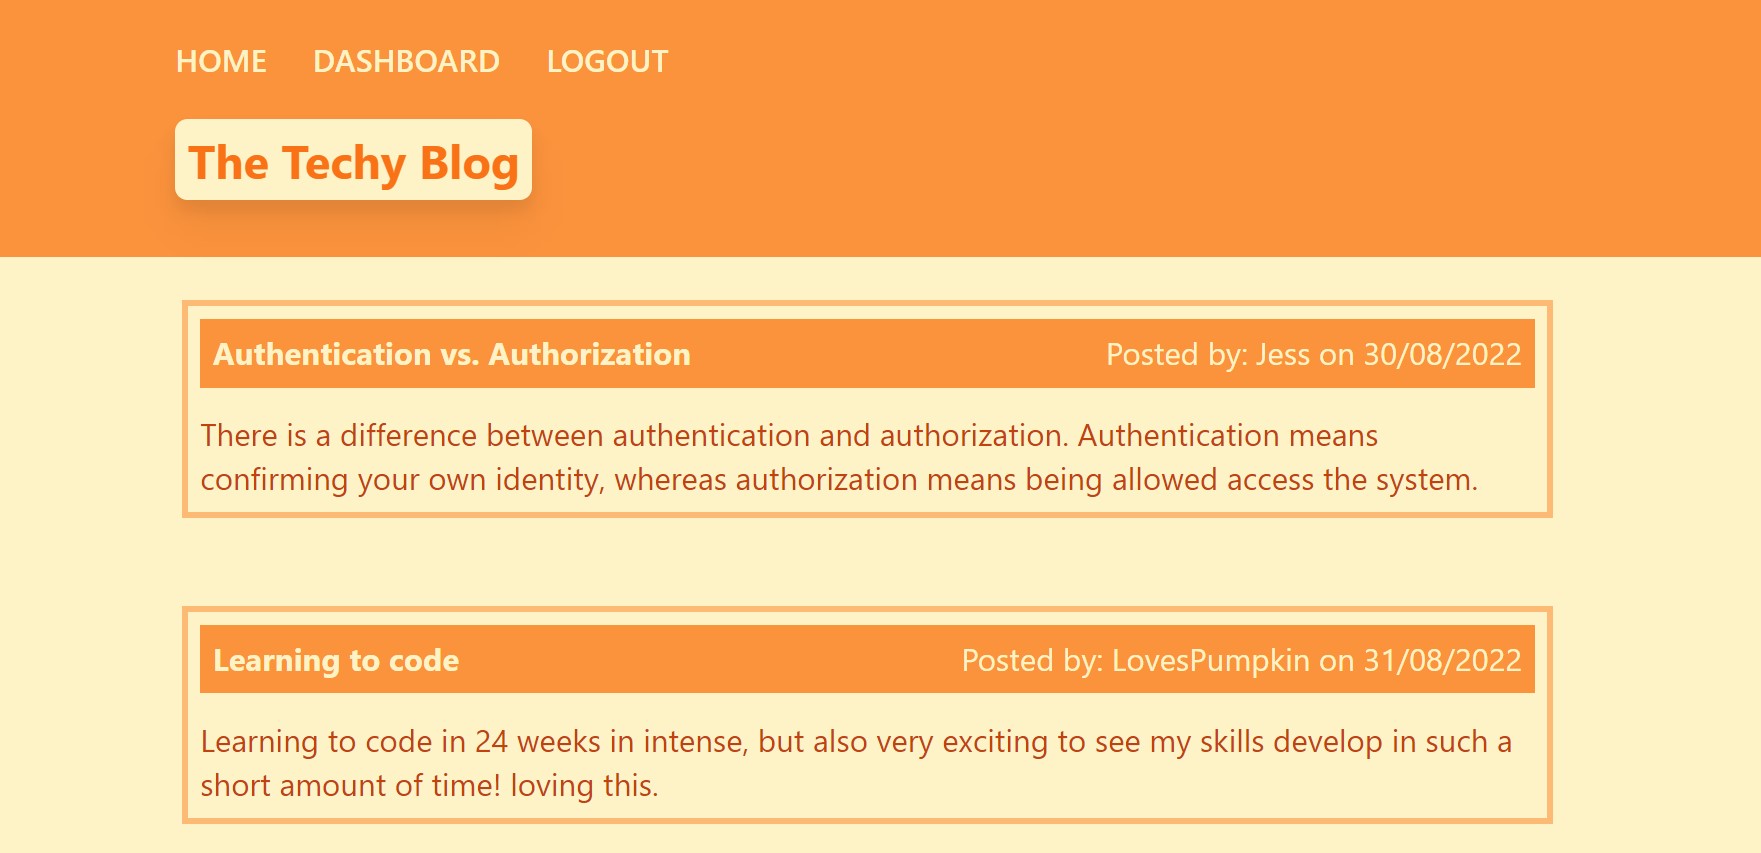 HOME DASHBOARD LOGOUT
The Techy Blog
Authentication vs. Authorization Posted by: Jess on 30/08/2022
There is a difference between authentication and authorization. Authentication means
confirming your own identity, whereas authorization means being allowed access the system.
Learning to code Posted by: LovesPumpkin on 31/08/2022
Learning to code in 24 weeks in intense, but also very exciting to see my skills develop in such a
short amount of time! loving this.